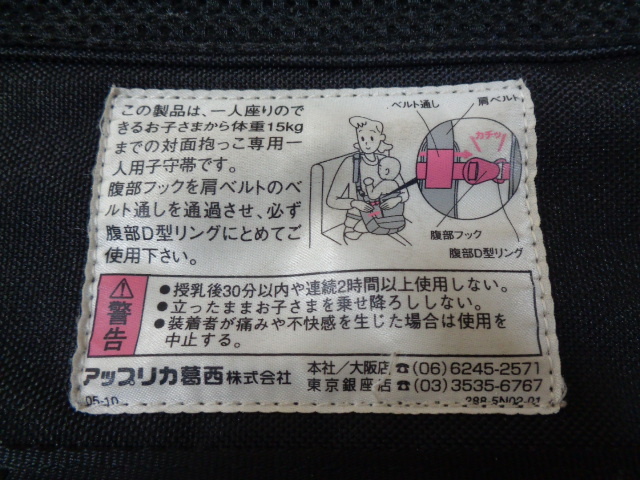 この製品は、一人座りので
きるお子さまから体重15kg
までの対面抱っこ専用一
人用子守帯です。
腹部フックを肩ベルトのベ
ルト通しを通過させ、必ず
腹部D型リングにとめてご
使用下さい。
ベルト通し
肩ベルト
カチッ
腹部フック
腹部D型リング
警告
●授乳後30分以内や連続2時間以上使用しない。
●立ったままお子さまを乗せ降ろししない。
●装着者が痛みや不快感を生じた場合は使用を
中止する。
アップリカ葛西株式会社
本社／大阪店 ☎(06)6245-2571
東京銀座店 ☎(03)3535-6767
05-10
288-5N02-01